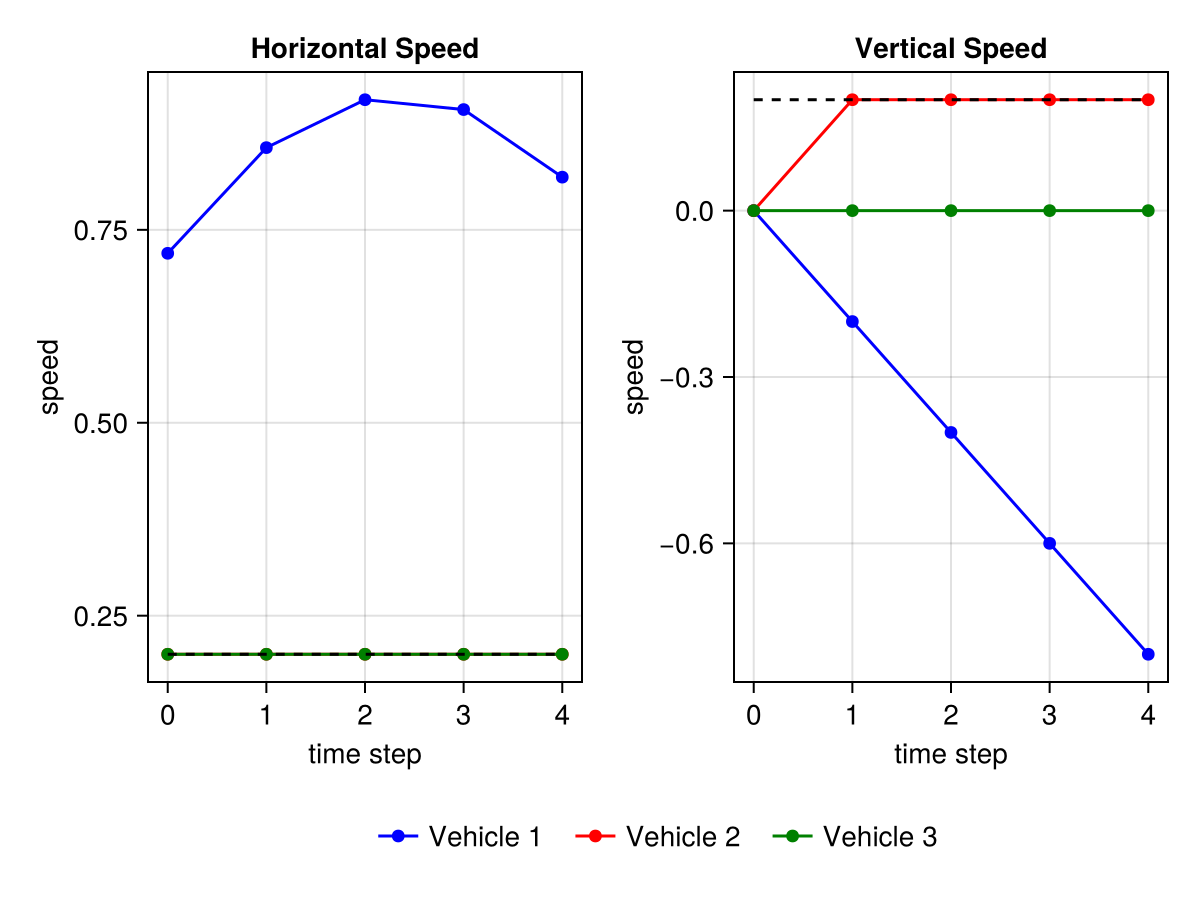 Horizontal Speed
speed
0.75
0.50
0.25
0
1
2
3
4
time step
Vertical Speed
speed
0.0
−0.3
−0.6
0
1
2
3
4
time step
Vehicle 1
Vehicle 2
Vehicle 3